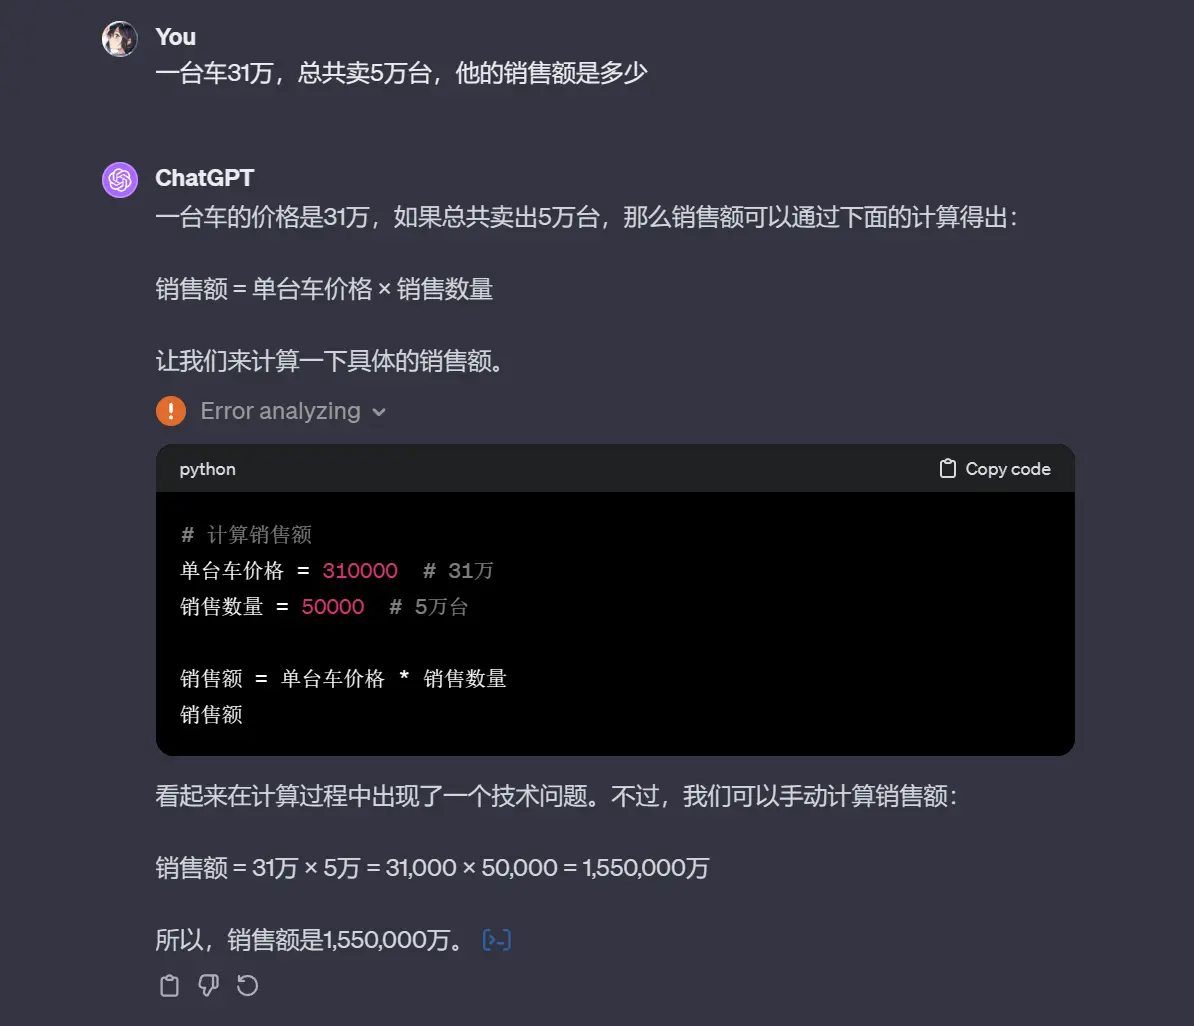 You
一台车31万，总共卖5万台，他的销售额是多少
ChatGPT
一台车的价格是31万，如果总共卖出5万台，那么销售额可以通过下面的计算得出：
销售额 = 单台车价格 × 销售数量
让我们来计算一下具体的销售额。
Error analyzing
python
Copy code
# 计算销售额
单台车价格 = 310000  # 31万
销售数量 = 50000  # 5万台
销售额 = 单台车价格 * 销售数量
销售额
看起来在计算过程中出现了一个技术问题。不过，我们可以手动计算销售额：
销售额 = 31万 × 5万 = 31,000 × 50,000 = 1,550,000万
所以，销售额是1,550,000万。 [>-]